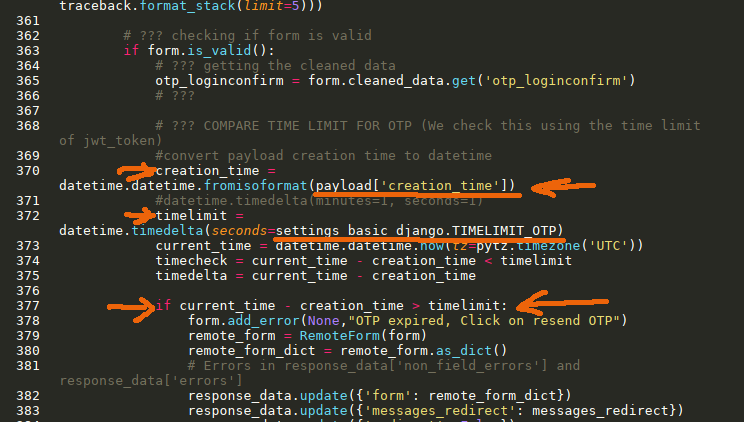 traceback.format_stack(limit=5)))
361
362 # ??? checking if form is valid
363 if form.is_valid():
364 # ??? getting the cleaned data
365 otp_loginconfirm = form.cleaned_data.get('otp_loginconfirm')
366 # ???
367
368 # ??? COMPARE TIME LIMIT FOR OTP (We check this using the time limit
of jwt_token)
369 #convert payload creation time to datetime
370 creation_time =
datetime.datetime.fromisoformat(payload['creation_time'])
371 #datetime.timedelta(minutes=1, seconds=1)
372 timelimit =
datetime.timedelta(seconds=settings_basic_django.TIMELIMIT_OTP)
373 current_time = datetime.datetime.now(tz=pytz.timezone('UTC'))
374 timecheck = current_time - creation_time < timelimit
375 timedelta = current_time - creation_time
376
377 if current_time - creation_time > timelimit:
378 form.add_error(None,"OTP expired, Click on resend OTP")
379 remote_form = RemoteForm(form)
380 remote_form_dict = remote_form.as_dict()
381 # Errors in response_data['non_field_errors'] and
response_data['errors']
382 response_data.update({'form': remote_form_dict})
383 response_data.update({'messages_redirect': messages_redirect})